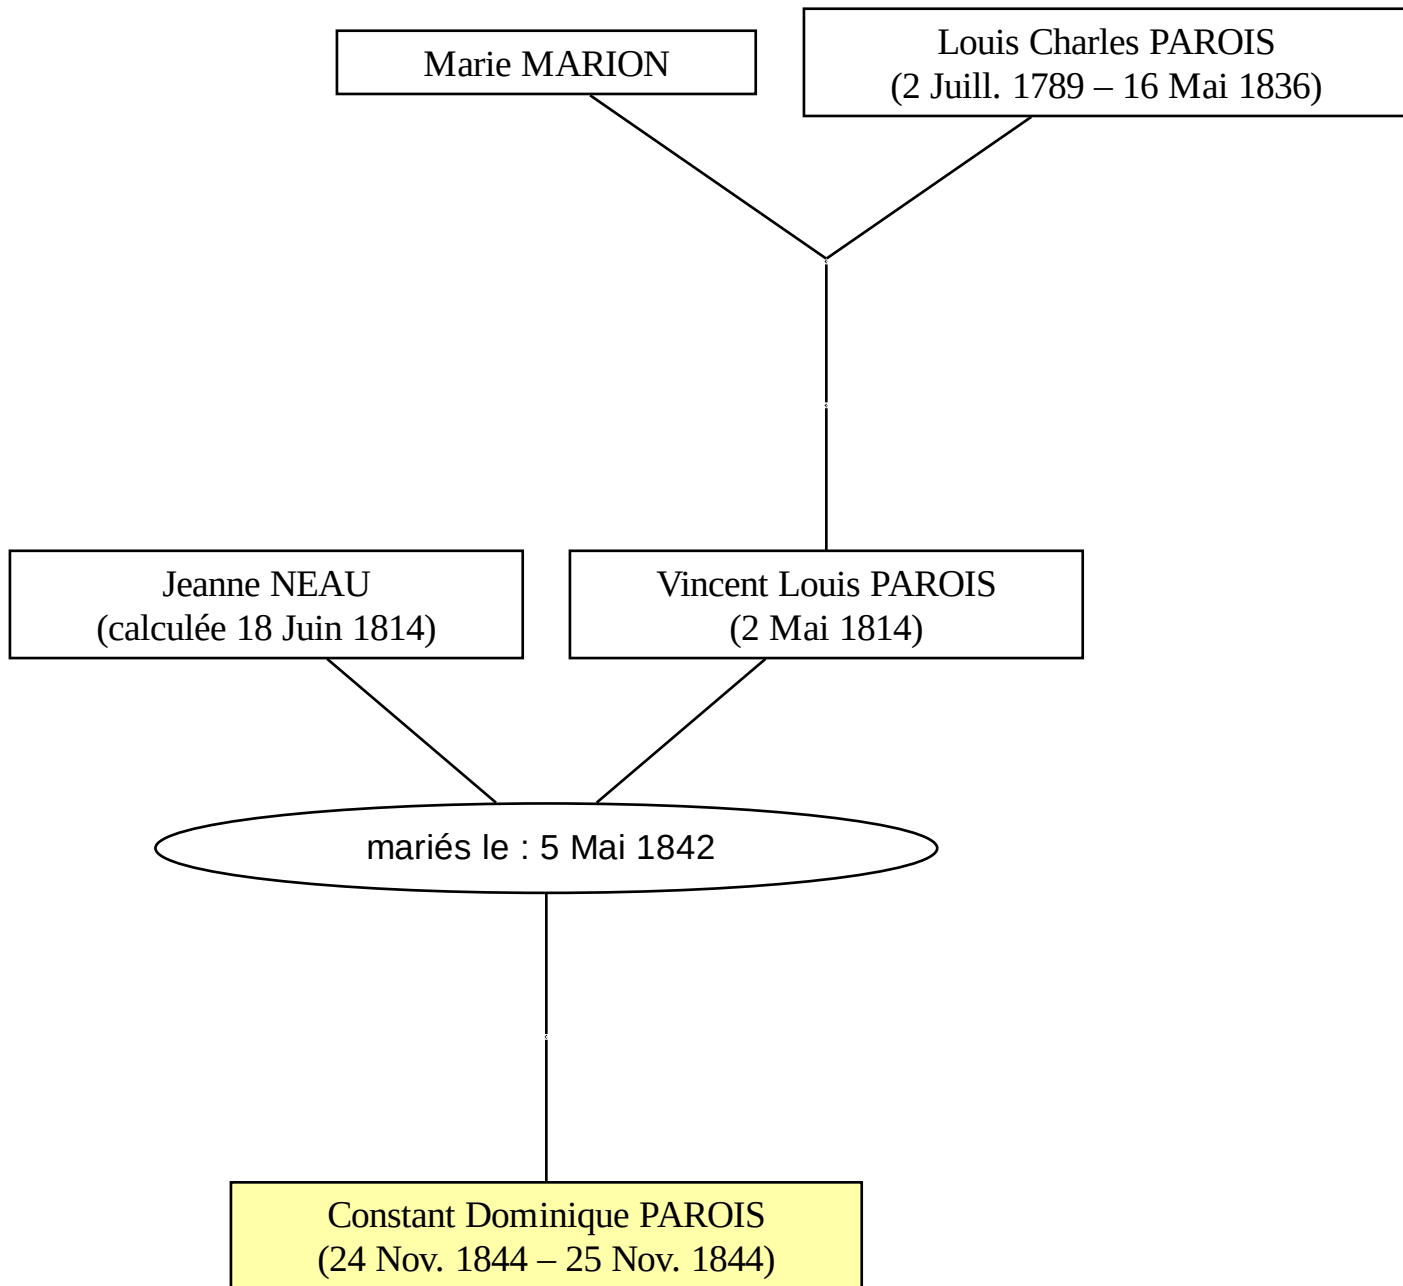 Marie MARION
Louis Charles PAROIS
(2 Juill. 1789 – 16 Mai 1836)
Jeanne NEAU
(calculée 18 Juin 1814)
Vincent Louis PAROIS
(2 Mai 1814)
mariés le : 5 Mai 1842
Constant Dominique PAROIS
(24 Nov. 1844 – 25 Nov. 1844)